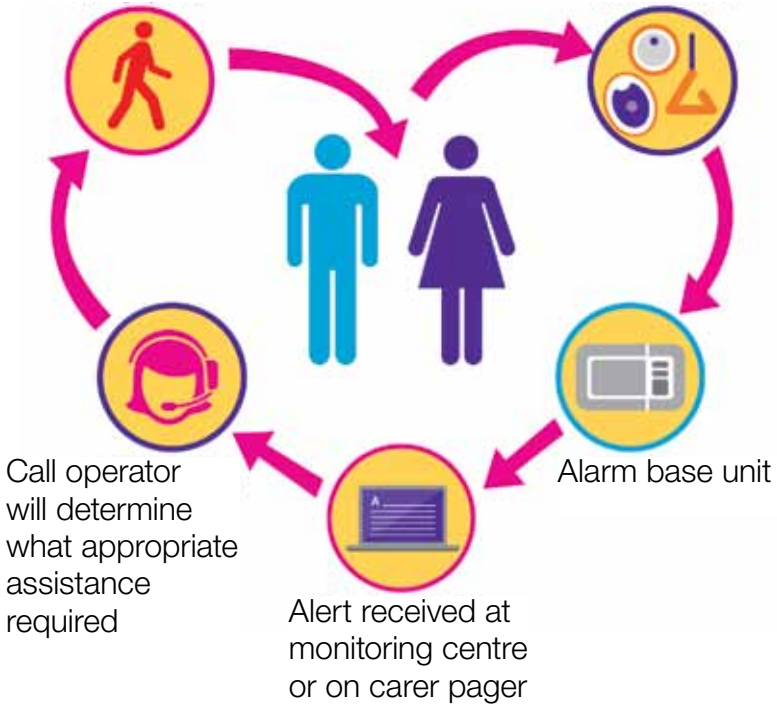 Alarm base unit
Call operator
will determine
what appropriate
assistance
required
Alert received at
monitoring centre
or on carer pager
A